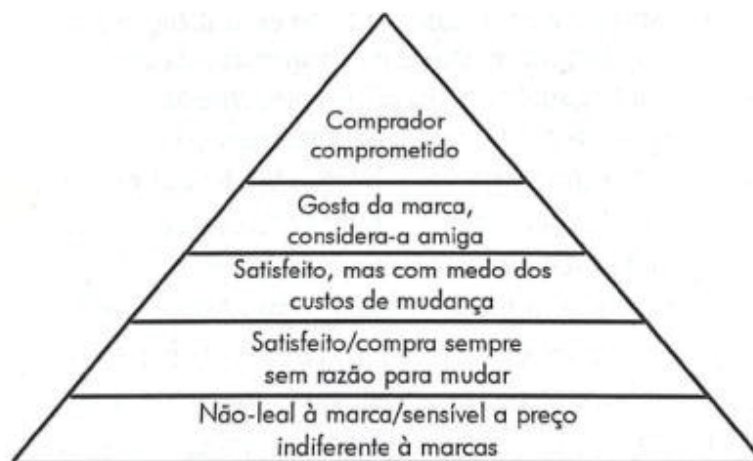 Comprador
comprometido
Gosta da marca,
considera-a amiga
Satisfeito, mas com medo dos
custos de mudança
Satisfeito/compra sempre
sem razão para mudar
Não-leal à marca/sensível a preço
indiferente à marcas